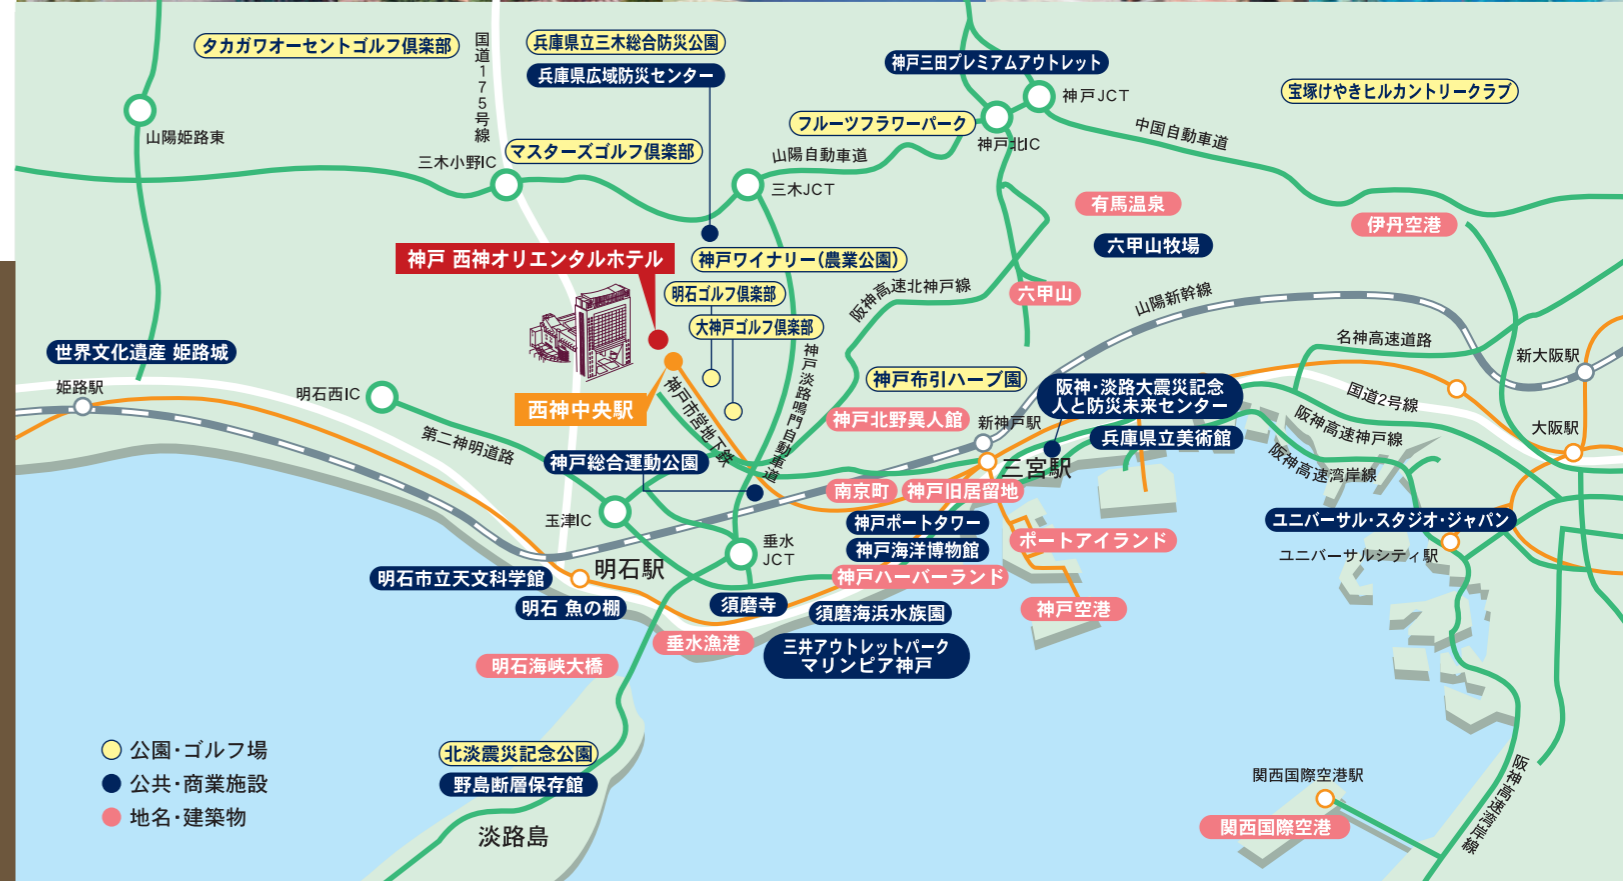 タカガワオーセントゴルフ倶楽部
国道175号線
兵庫県立三木総合防災公園
兵庫県広域防災センター
神戸三田プレミアムアウトレット
神戸JCT
宝塚けやきヒルカントリークラブ
山陽姫路東
三木小野IC
マスターズゴルフ倶楽部
フルーツフラワーパーク
山陽自動車道
神戸北IC
中国自動車道
三木JCT
有馬温泉
伊丹空港
六甲山牧場
神戸 西神オリエンタルホテル
神戸ワイナリー(農業公園)
明石ゴルフ倶楽部
大神戸ゴルフ倶楽部
阪神高速北神戸線
六甲山
山陽新幹線
名神高速道路
新大阪駅
世界文化遺産 姫路城
姫路駅
明石西IC
西神中央駅
神戸市営地下鉄
神戸淡路鳴門自動車道
神戸布引ハーブ園
阪神・淡路大震災記念
人と防災未来センター
国道2号線
神戸北野異人館
新神戸駅
兵庫県立美術館
阪神高速神戸線
大阪駅
第二神明道路
神戸総合運動公園
三宮駅
阪神高速湾岸線
南京町
神戸旧居留地
玉津IC
神戸ポートタワー
ユニバーサル・スタジオ・ジャパン
垂水
JCT
神戸海洋博物館
ポートアイランド
ユニバーサルシティ駅
明石市立天文科学館
明石駅
神戸ハーバーランド
明石 魚の棚
須磨寺
須磨海浜水族園
神戸空港
垂水漁港
三井アウトレットパーク
マリンピア神戸
明石海峡大橋
公園・ゴルフ場
公共・商業施設
地名・建築物
北淡震災記念公園
野島断層保存館
淡路島
関西国際空港駅
関西国際空港
阪神高速湾岸線